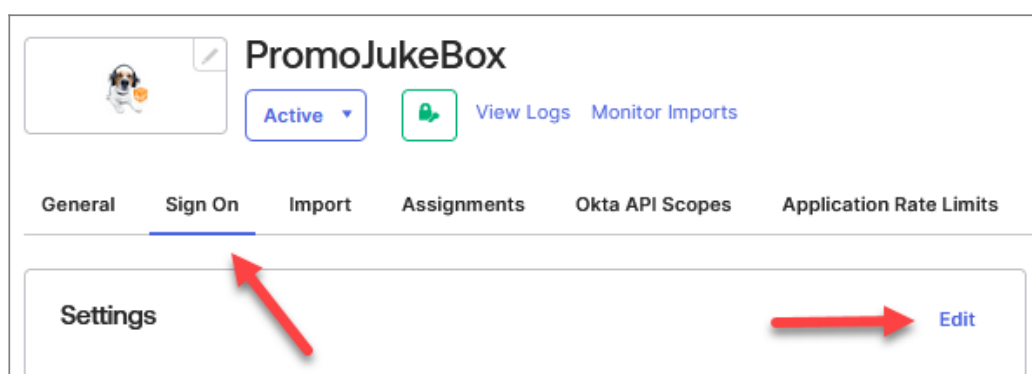 PromoJukeBox
Active View Logs Monitor Imports
General Sign On Import Assignments Okta API Scopes Application Rate Limits
Settings Edit